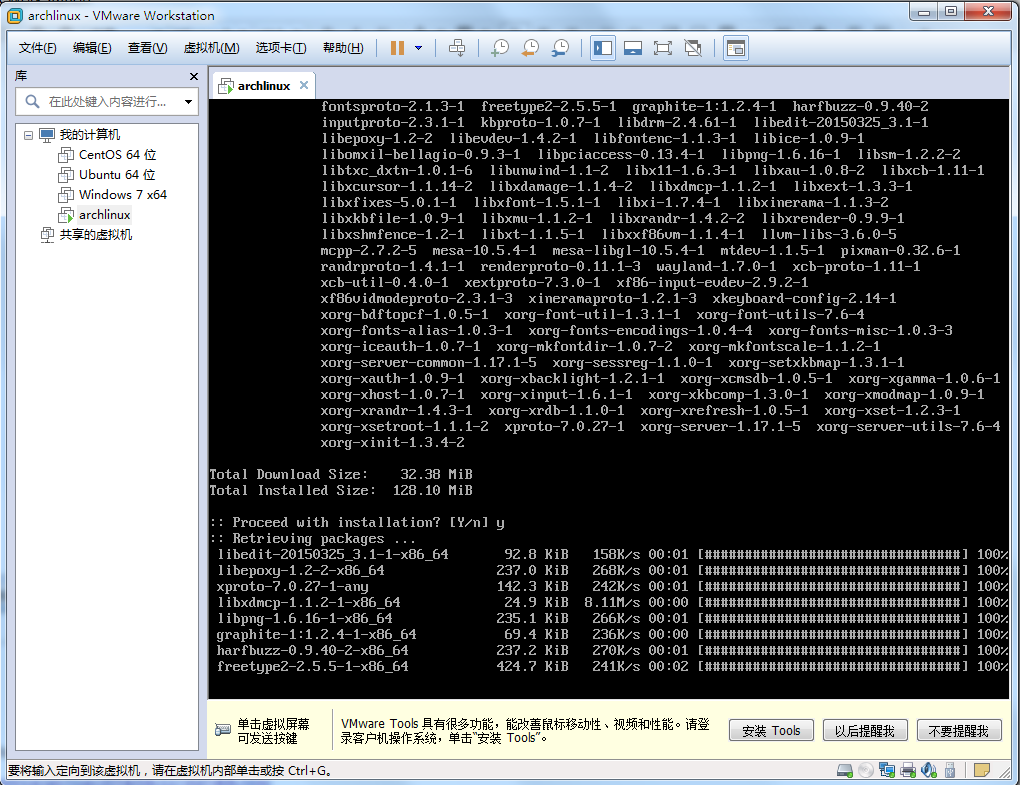 archlinux - VMware Workstation
文件(F) 编辑(E) 查看(V) 虚拟机(M) 选项卡(T) 帮助(H)
库
在此处键入内容进行...
我的计算机
CentOS 64 位
Ubuntu 64 位
Windows 7 x64
archlinux
共享的虚拟机
archlinux
fontsproto-2.1.3-1 freetype2-2.5.5-1 graphite-1:1.2.4-1 harfbuzz-0.9.40-2
inputproto-2.3.1-1 kbproto-1.0.7-1 libdrm-2.4.61-1 libedit-20150325_3.1-1
libepoxy-1.2-2 libevdev-1.4.2-1 libfontenc-1.1.3-1 libice-1.0.9-1
libomxil-bellagio-0.9.3-1 libpciaccess-0.13.4-1 libpng-1.6.16-1 libsm-1.2.2-2
libtxc_dxtn-1.0.1-6 libunwind-1.1-2 libx11-1.6.3-1 libxau-1.0.8-2 libxcb-1.11-1
libxcursor-1.1.14-2 libxdamage-1.1.4-2 libxdmcp-1.1.2-1 libxext-1.3.3-1
libxfixes-5.0.1-1 libxfont-1.5.1-1 libxi-1.7.4-1 libxinerama-1.1.3-2
libxkbfile-1.0.9-1 libxmu-1.1.2-1 libxrandr-1.4.2-2 libxrender-0.9.9-1
libxshmfence-1.2-1 libxt-1.1.5-1 libxxf86vm-1.1.4-1 llvm-libs-3.6.0-5
mcpp-2.7.2-5 mesa-10.5.4-1 mesa-libgl-10.5.4-1 mtdev-1.1.5-1 pixman-0.32.6-1
randrproto-1.4.1-1 renderproto-0.11.1-3 wayland-1.7.0-1 xcb-proto-1.11-1
xcb-util-0.4.0-1 xextproto-7.3.0-1 xf86-input-evdev-2.9.2-1
xf86vidmodeproto-2.3.1-3 xineramaproto-1.2.1-3 xkeyboard-config-2.14-1
xorg-bdftopcf-1.0.5-1 xorg-font-util-1.3.1-1 xorg-font-utils-7.6-4
xorg-fonts-alias-1.0.3-1 xorg-fonts-encodings-1.0.4-4 xorg-fonts-misc-1.0.3-3
xorg-iceauth-1.0.7-1 xorg-mkfontdir-1.0.7-2 xorg-mkfontscale-1.1.2-1
xorg-server-common-1.17.1-5 xorg-sessreg-1.1.0-1 xorg-setxkbmap-1.3.1-1
xorg-xauth-1.0.9-1 xorg-xbacklight-1.2.1-1 xorg-xcmsdb-1.0.5-1 xorg-xgamma-1.0.6-1
xorg-xhost-1.0.7-1 xorg-xinput-1.6.1-1 xorg-xkbcomp-1.3.0-1 xorg-xmodmap-1.0.9-1
xorg-xrandr-1.4.3-1 xorg-xrdb-1.1.0-1 xorg-xrefresh-1.0.5-1 xorg-xset-1.2.3-1
xorg-xsetroot-1.1.1-2 xproto-7.0.27-1 xorg-server-1.17.1-5 xorg-server-utils-7.6-4
xorg-xinit-1.3.4-2
Total Download Size: 32.38 MiB
Total Installed Size: 128.10 MiB
:: Proceed with installation? [Y/n] y
:: Retrieving packages ...
libedit-20150325_3.1-1-x86_64 92.8 KiB 158K/s 00:01 [################################] 100%
libepoxy-1.2-2-x86_64 237.0 KiB 268K/s 00:01 [################################] 100%
xproto-7.0.27-1-any 142.3 KiB 242K/s 00:01 [################################] 100%
libxdmcp-1.1.2-1-x86_64 24.9 KiB 8.11M/s 00:00 [################################] 100%
libpng-1.6.16-1-x86_64 235.1 KiB 266K/s 00:01 [################################] 100%
graphite-1:1.2.4-1-x86_64 69.4 KiB 236K/s 00:00 [################################] 100%
harfbuzz-0.9.40-2-x86_64 237.2 KiB 270K/s 00:01 [################################] 100%
freetype2-2.5.5-1-x86_64 424.7 KiB 241K/s 00:02 [################################] 100%
单击虚拟屏幕
可发送按键
VMware Tools 具有很多功能，能改善鼠标移动性、视频和性能。请登
录客户机操作系统，单击“安装 Tools”。
安装 Tools 以后提醒我 不要提醒我
要将输入定向到该虚拟机，请在虚拟机内部单击或按 Ctrl+G。